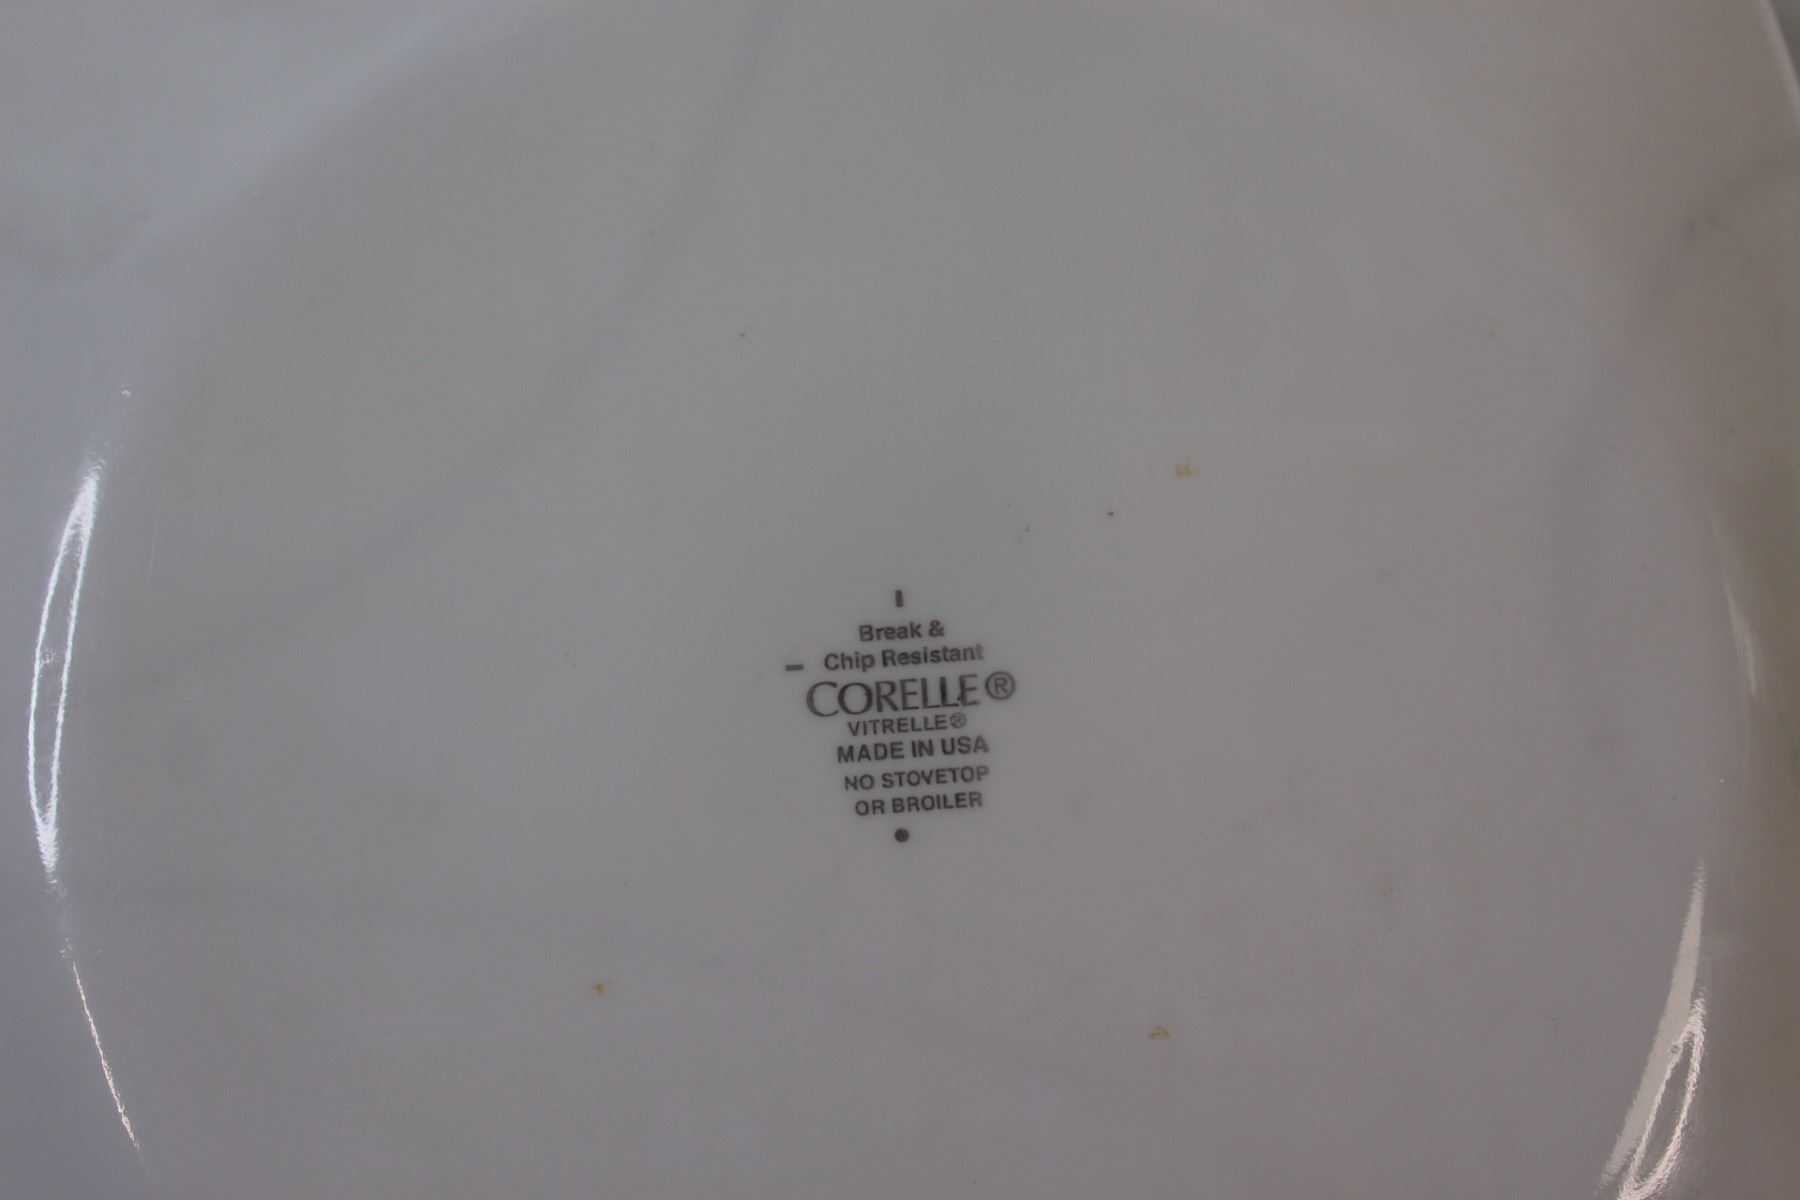 Break &
Chip Resistant
CORELLE®
VITRELLE®
MADE IN USA
NO STOVETOP
OR BROILER